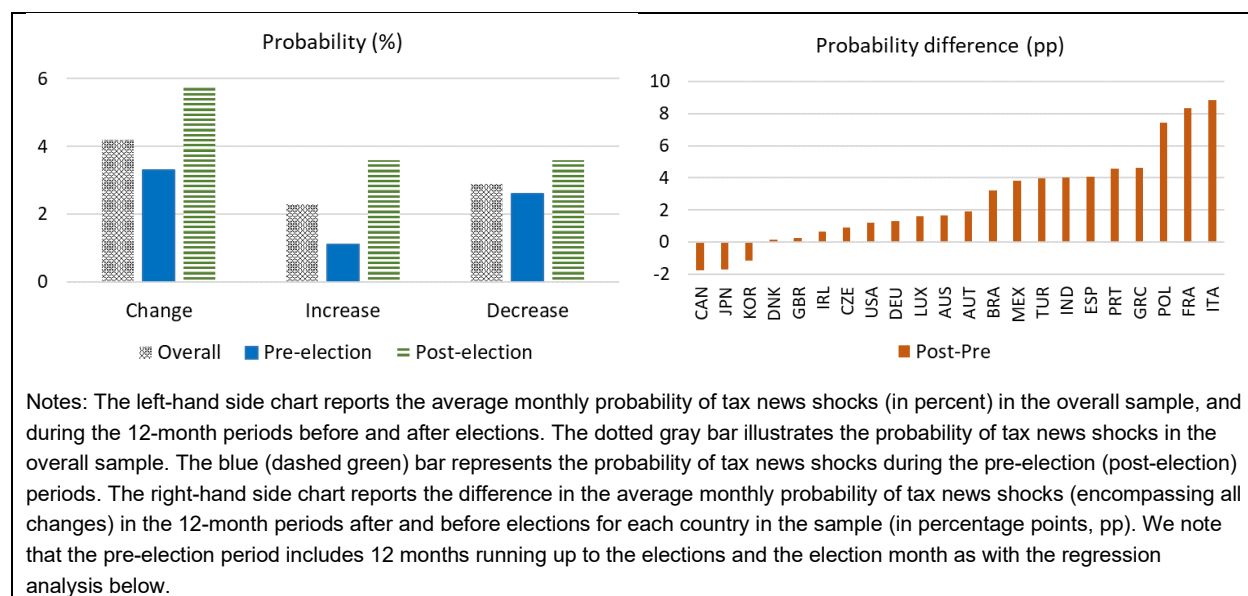 Probability (%)
6
4
2
0
Change Increase Decrease
Overall Pre-election Post-election
Probability difference (pp)
10
8
6
4
2
0
-2
CAN JPN KOR DNK GBR IRL CZE USA DEU LUX AUS AUT BRA MEX TUR IND ESP PRT GRC POL FRA ITA
Post-Pre
Notes: The left-hand side chart reports the average monthly probability of tax news shocks (in percent) in the overall sample, and
during the 12-month periods before and after elections. The dotted gray bar illustrates the probability of tax news shocks in the
overall sample. The blue (dashed green) bar represents the probability of tax news shocks during the pre-election (post-election)
periods. The right-hand side chart reports the difference in the average monthly probability of tax news shocks (encompassing all
changes) in the 12-month periods after and before elections for each country in the sample (in percentage points, pp). We note
that the pre-election period includes 12 months running up to the elections and the election month as with the regression
analysis below.